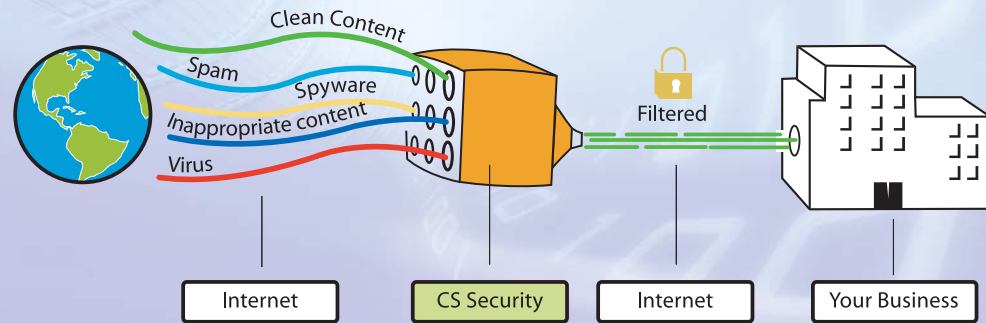 Clean Content
Spam
Spyware
Inappropriate content
Virus
Filtered
Internet
CS Security
Internet
Your Business